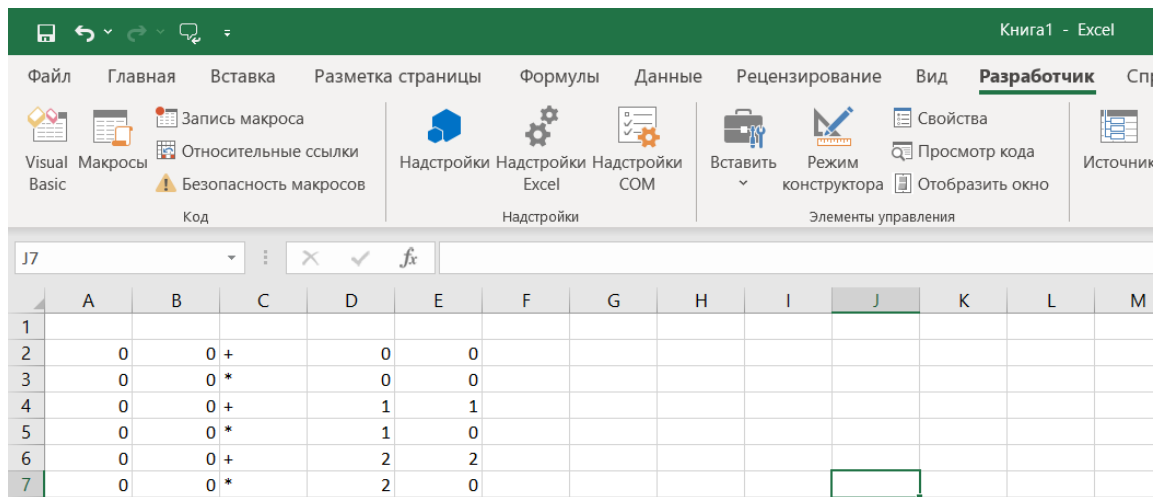 Книга1 - Excel
Файл Главная Вставка Разметка страницы Формулы Данные Рецензирование Вид Разработчик Спр
Visual Basic Макросы Запись макроса Относительные ссылки Безопасность макросов Надстройки Надстройки Excel Надстройки COM Вставить Режим конструктора Свойства Просмотр кода Отобразить окно Источник
Код Надстройки Элементы управления
J7 fx
A B C D E F G H I J K L M
1
2 0 0 + 0 0
3 0 0 * 0 0
4 0 0 + 1 1
5 0 0 * 1 0
6 0 0 + 2 2
7 0 0 * 2 0